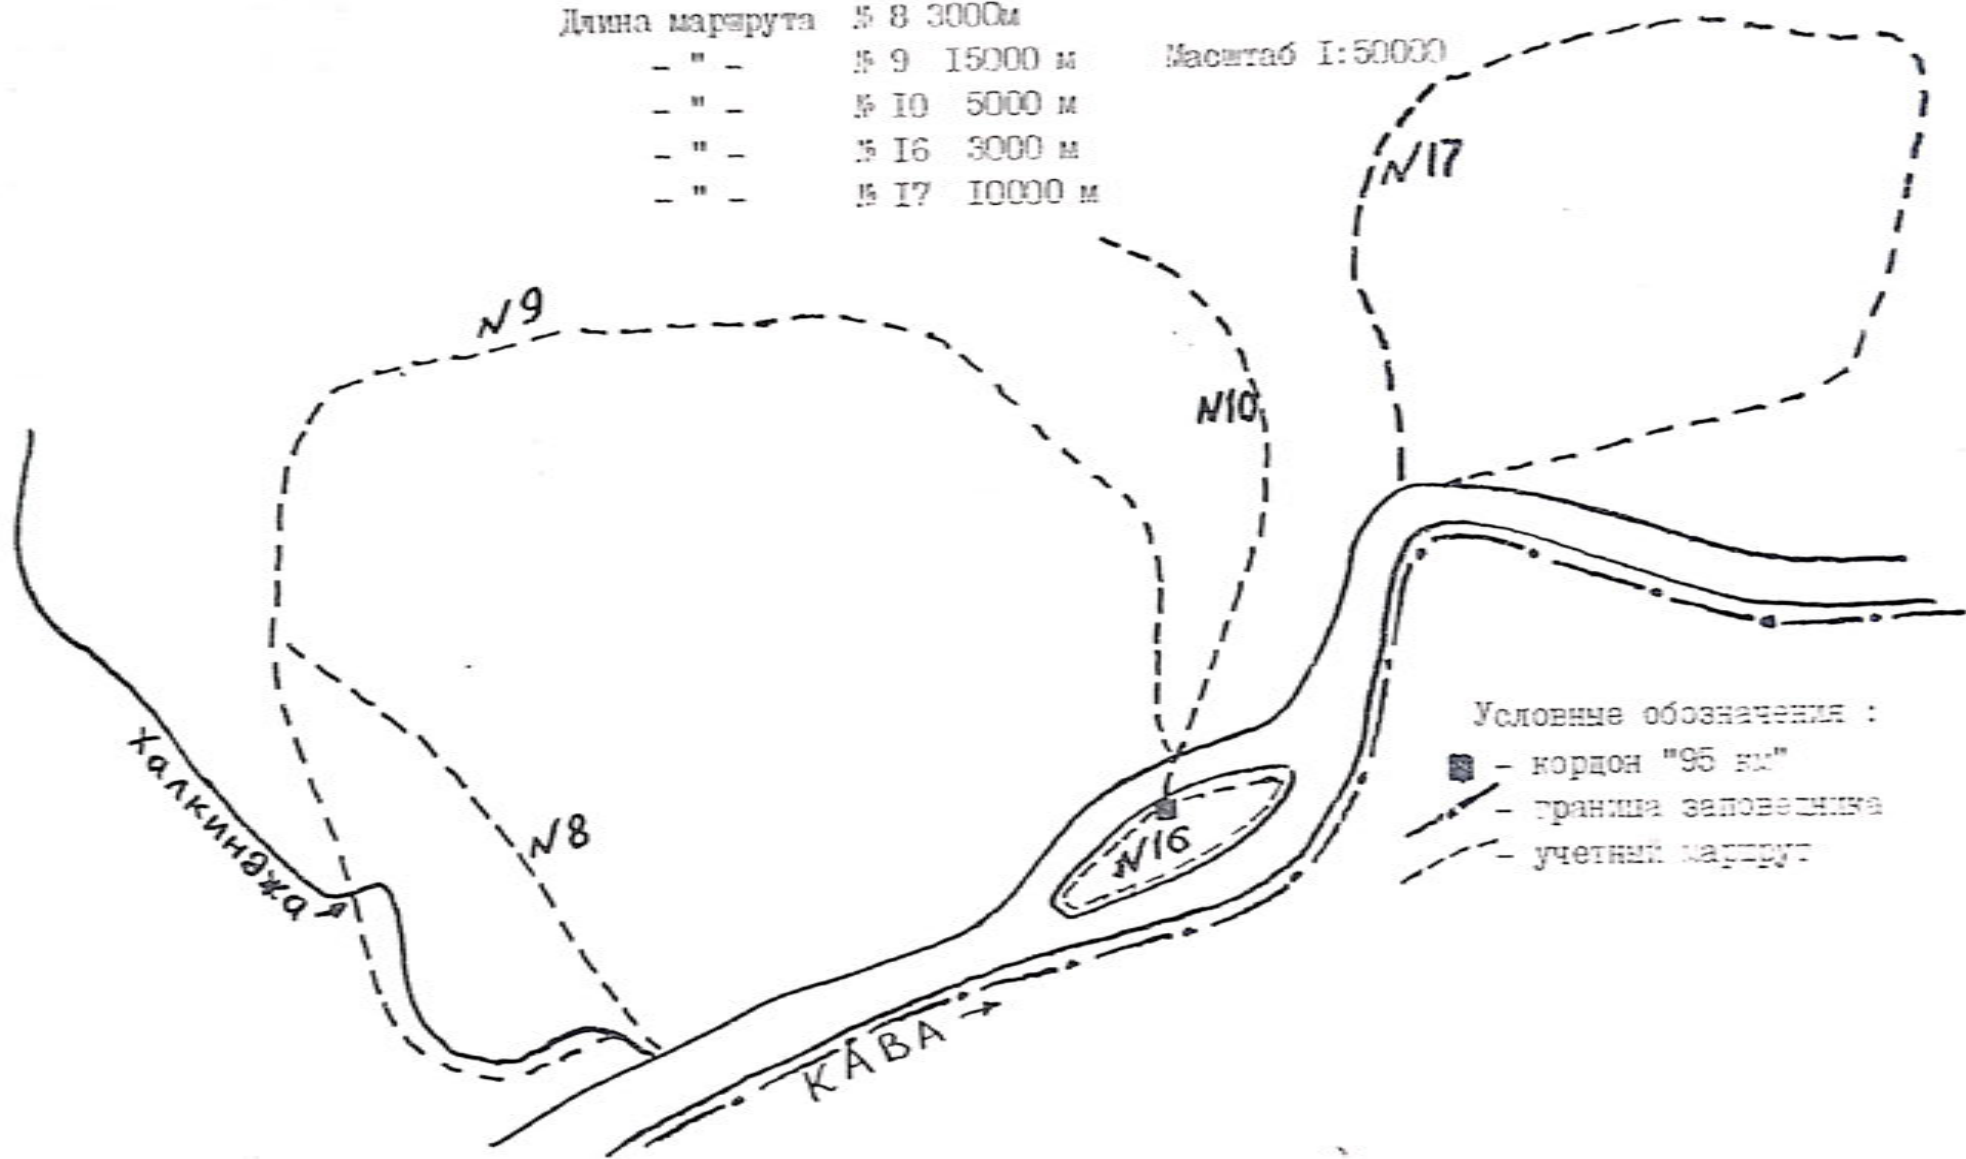 Длина маршрута № 8 3000м
– " – № 9 15000 м
Масштаб 1:50000
– " – № 10 5000 м
– " – № 16 3000 м
– " – № 17 10000 м
N17
N9
N10
Халкинджа
N8
N16
КАВА →
Условные обозначения :
– кордон "95 км"
– граница заповедника
– учетный маршрут